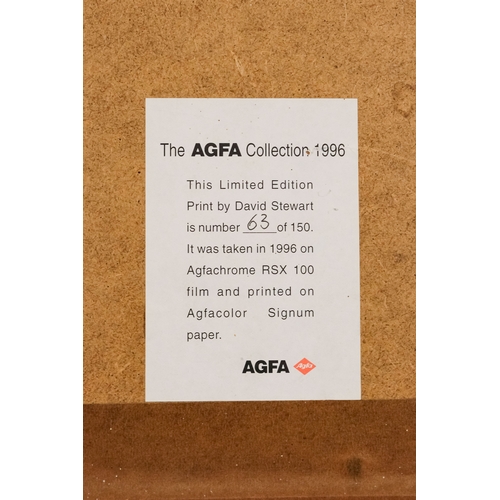 The AGFA Collection 1996
This Limited Edition
Print by David Stewart
is number 63 of 150.
It was taken in 1996 on
Agfachrome RSX 100
film and printed on
Agfacolor Signum
paper.
AGFA Agfa